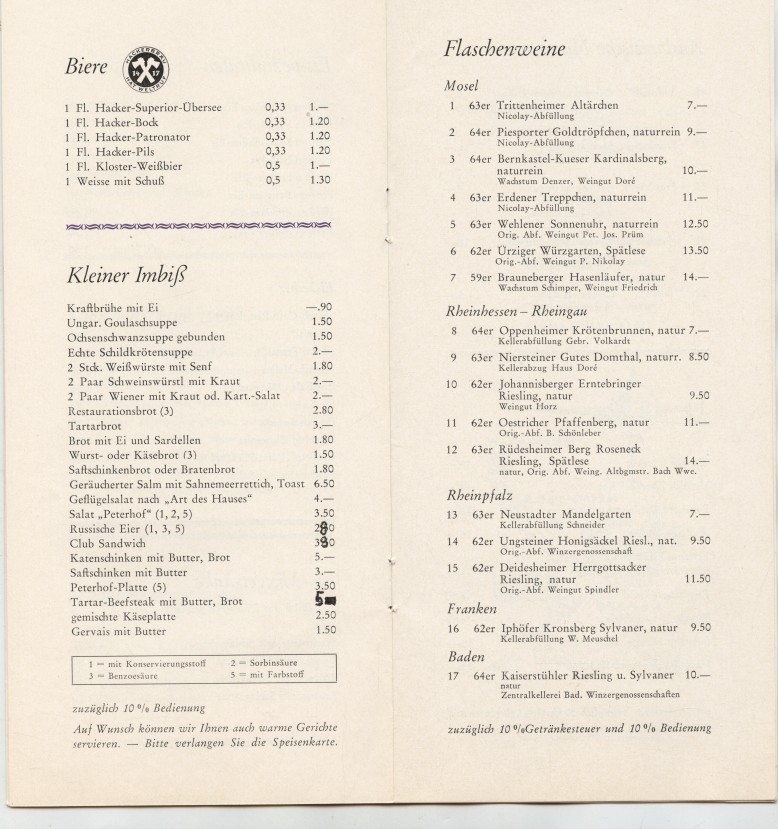 Biere
HACKERBRÄU
14 17
HAT WELTRUF
1 Fl. Hacker-Superior-Übersee 0,33 1.—
1 Fl. Hacker-Bock 0,33 1.20
1 Fl. Hacker-Patronator 0,33 1.20
1 Fl. Hacker-Pils 0,33 1.20
1 Fl. Kloster-Weißbier 0,5 1.—
1 Weisse mit Schuß 0,5 1.30
Kleiner Imbiß
Kraftbrühe mit Ei —.90
Ungar. Goulaschsuppe 1.50
Ochsenschwanzsuppe gebunden 1.50
Echte Schildkrötensuppe 2.—
2 Stck. Weißwürste mit Senf 1.80
2 Paar Schweinswürstl mit Kraut 2.—
2 Paar Wiener mit Kraut od. Kart.-Salat 2.—
Restaurationsbrot (3) 2.80
Tartarbrot 3.—
Brot mit Ei und Sardellen 1.80
Wurst- oder Käsebrot (3) 1.50
Saftschinkenbrot oder Bratenbrot 1.80
Geräucherter Salm mit Sahnemeerrettich, Toast 6.50
Geflügelsalat nach „Art des Hauses“ 4.—
Salat „Peterhof“ (1, 2, 5) 3.50
Russische Eier (1, 3, 5)
Club Sandwich
Katenschinken mit Butter, Brot 5.—
Saftschinken mit Butter 3.—
Peterhof-Platte (5) 3.50
Tartar-Beefsteak mit Butter, Brot 5
gemischte Käseplatte 2.50
Gervais mit Butter 1.50
1 = mit Konservierungsstoff 2 = Sorbinsäure
3 = Benzoesäure 5 = mit Farbstoff
zuzüglich 10 % Bedienung
Auf Wunsch können wir Ihnen auch warme Gerichte
servieren. — Bitte verlangen Sie die Speisenkarte.
Flaschenweine
Mosel
1 63er Trittenheimer Altärchen 7.—
Nicolay-Abfüllung
2 64er Piesporter Goldtröpfchen, naturrein 9.—
Nicolay-Abfüllung
3 64er Bernkastel-Kueser Kardinalsberg,
naturrein 10.—
Wachstum Denzer, Weingut Doré
4 63er Erdener Treppchen, naturrein 11.—
Nicolay-Abfüllung
5 63er Wehlener Sonnenuhr, naturrein 12.50
Orig. Abf. Weingut Pet. Jos. Prüm
6 62er Ürziger Würzgarten, Spätlese 13.50
Orig.-Abf. Weingut P. Nikolay
7 59er Brauneberger Hasenläufer, natur 14.—
Wachstum Schimper, Weingut Friedrich
Rheinhessen – Rheingau
8 64er Oppenheimer Krötenbrunnen, natur 7.—
Kellerabfüllung Gebr. Volkardt
9 63er Niersteiner Gutes Domthal, naturr. 8.50
Kellerabzug Haus Doré
10 62er Johannisberger Erntebringer
Riesling, natur 9.50
Weingut Horz
11 62er Oestricher Pfaffenberg, natur 11.—
Orig.-Abf. B. Schönleber
12 63er Rüdesheimer Berg Roseneck
Riesling, Spätlese 14.—
natur, Orig. Abf. Weing. Altbgmstr. Bach Wwe.
Rheinpfalz
13 63er Neustadter Mandelgarten 7.—
Kellerabfüllung Schneider
14 62er Ungsteiner Honigsäckel Riesl., nat. 9.50
Orig.-Abf. Winzergenossenschaft
15 62er Deidesheimer Herrgottsacker
Riesling, natur 11.50
Orig.-Abf. Weingut Spindler
Franken
16 62er Iphöfer Kronsberg Sylvaner, natur 9.50
Kellerabfüllung W. Meuschel
Baden
17 64er Kaiserstühler Riesling u. Sylvaner 10.—
natur
Zentralkellerei Bad. Winzergenossenschaften
zuzüglich 10 %Getränkesteuer und 10 % Bedienung